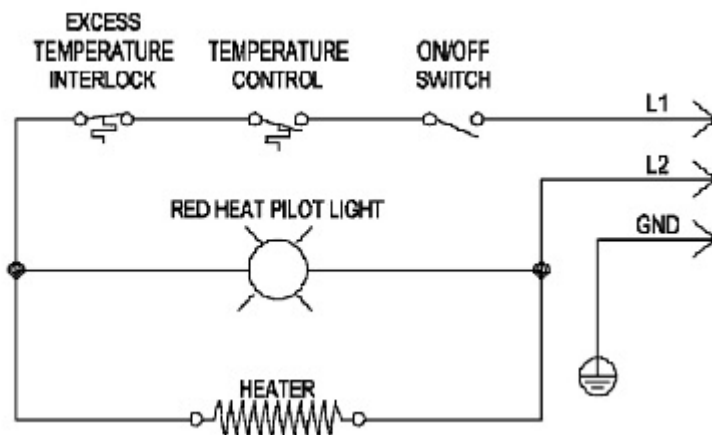 EXCESS
TEMPERATURE
INTERLOCK
TEMPERATURE
CONTROL
ON/OFF
SWITCH
L1
L2
RED HEAT PILOT LIGHT
GND
HEATER